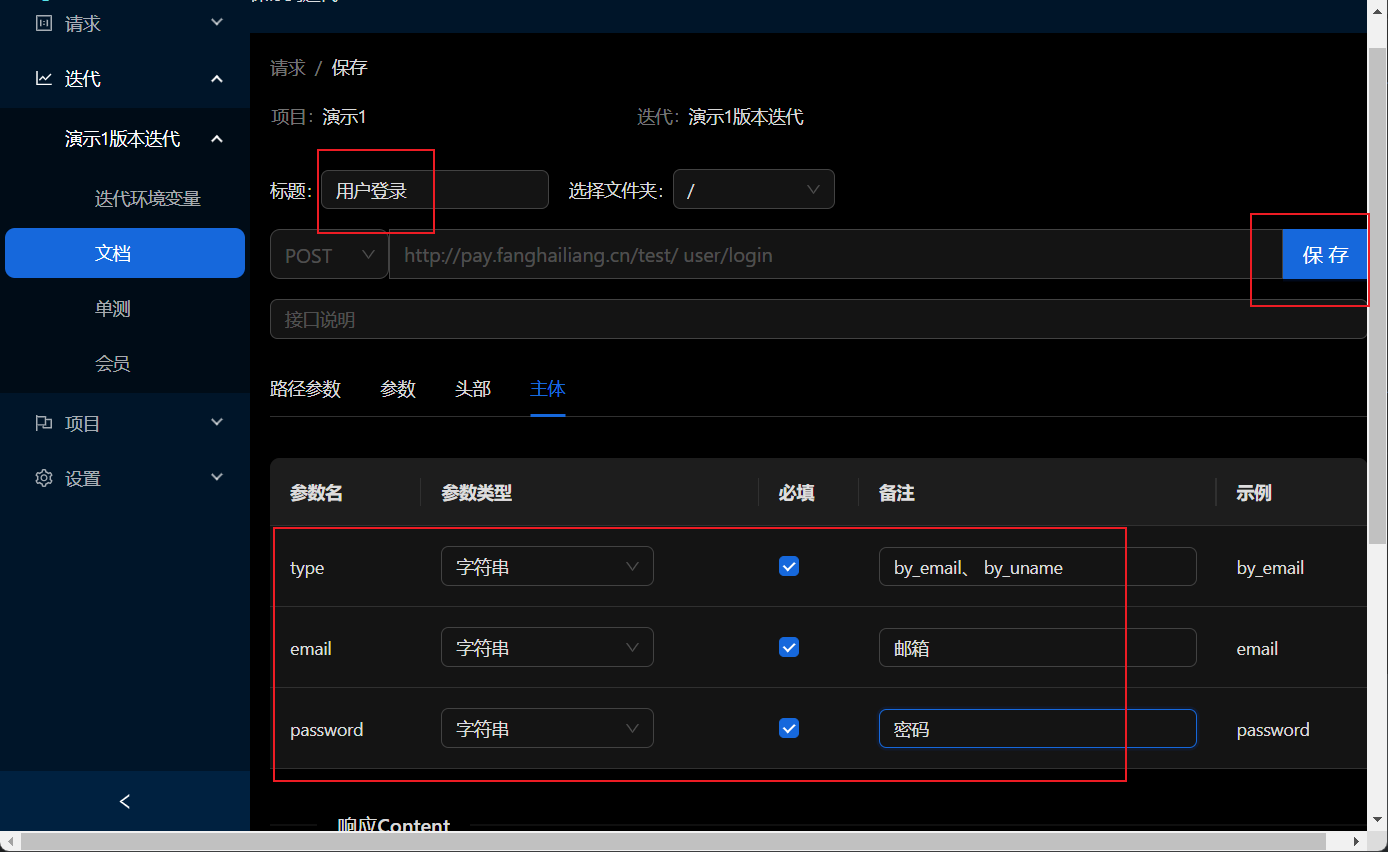 请求
迭代
演示1版本迭代
迭代环境变量
文档
单测
会员
项目
设置
<
请求 / 保存
项目: 演示1 迭代: 演示1版本迭代
标题: 用户登录 选择文件夹: /
POST http://pay.fanghailiang.cn/test/ user/login 保 存
接口说明
路径参数 参数 头部 主体
参数名 参数类型 必填 备注 示例
type 字符串 by_email、 by_uname by_email
email 字符串 邮箱 email
password 字符串 密码 password
响应Content